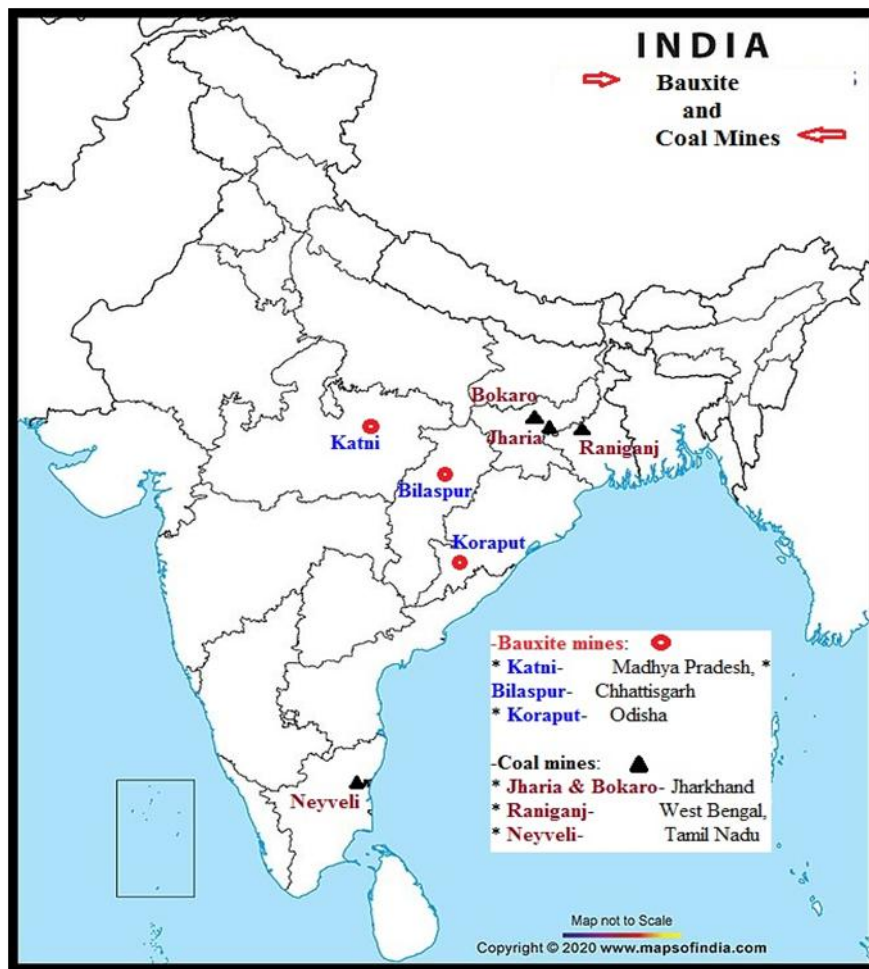 INDIA
Bauxite
and
Coal Mines
Bokaro
Katni
Jharia
Raniganj
Bilaspur
Koraput
-Bauxite mines:
* Katni- Madhya Pradesh, *
Bilaspur- Chhattisgarh
* Koraput- Odisha
-Coal mines:
* Jharia & Bokaro- Jharkhand
* Raniganj- West Bengal,
* Neyveli- Tamil Nadu
Neyveli
Map not to Scale
Copyright © 2020 www.mapsofindia.com